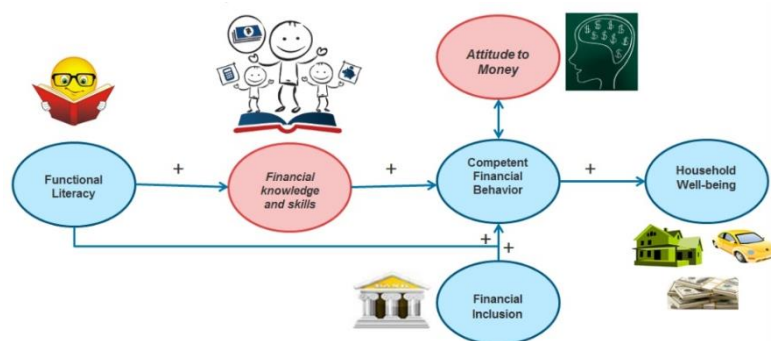 Attitude to
Money
Functional
Literacy
+
Financial
knowledge
and skills
+
Competent
Financial
Behavior
+
Household
Well-being
+
+
Financial
Inclusion